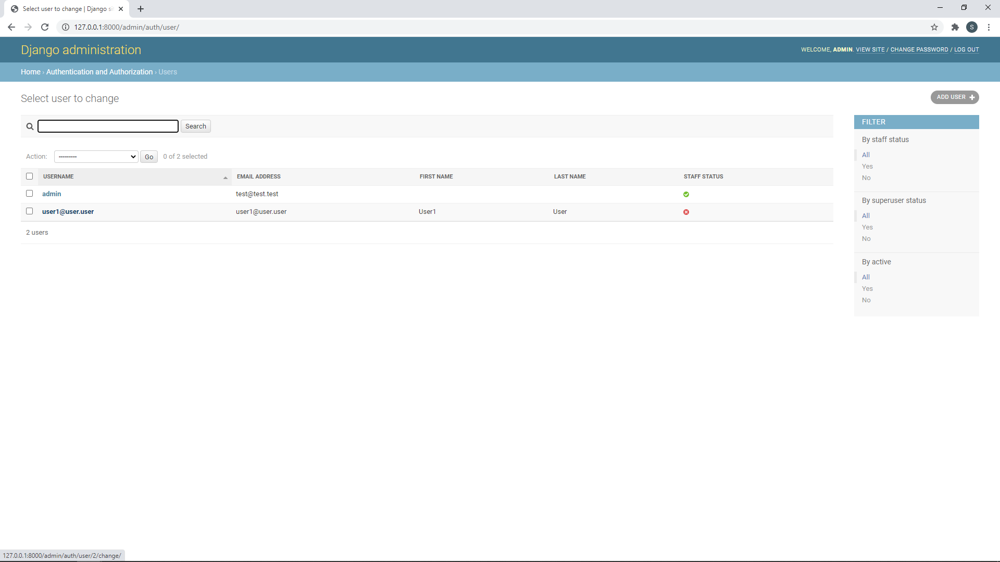 Select user to change | Django si
127.0.0.1:8000/admin/auth/user/
S
Django administration
WELCOME, ADMIN. VIEW SITE / CHANGE PASSWORD / LOG OUT
Home › Authentication and Authorization › Users
Select user to change
ADD USER
Search
Action: --------- Go 0 of 2 selected
USERNAME EMAIL ADDRESS FIRST NAME LAST NAME STAFF STATUS
admin test@test.test
user1@user.user user1@user.user User1 User
2 users
FILTER
By staff status
All
Yes
No
By superuser status
All
Yes
No
By active
All
Yes
No
127.0.0.1:8000/admin/auth/user/2/change/